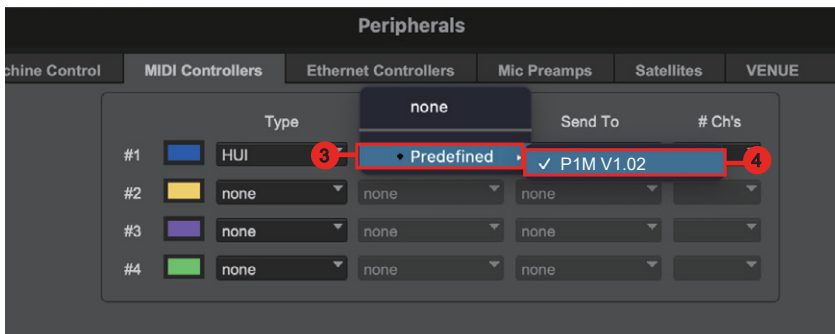 Peripherals
chine Control MIDI Controllers Ethernet Controllers Mic Preamps Satellites VENUE
none
Type Send To # Ch's
#1 HUI 3 Predefined ✓ P1M V1.02 4
#2 none none none
#3 none none none
#4 none none none